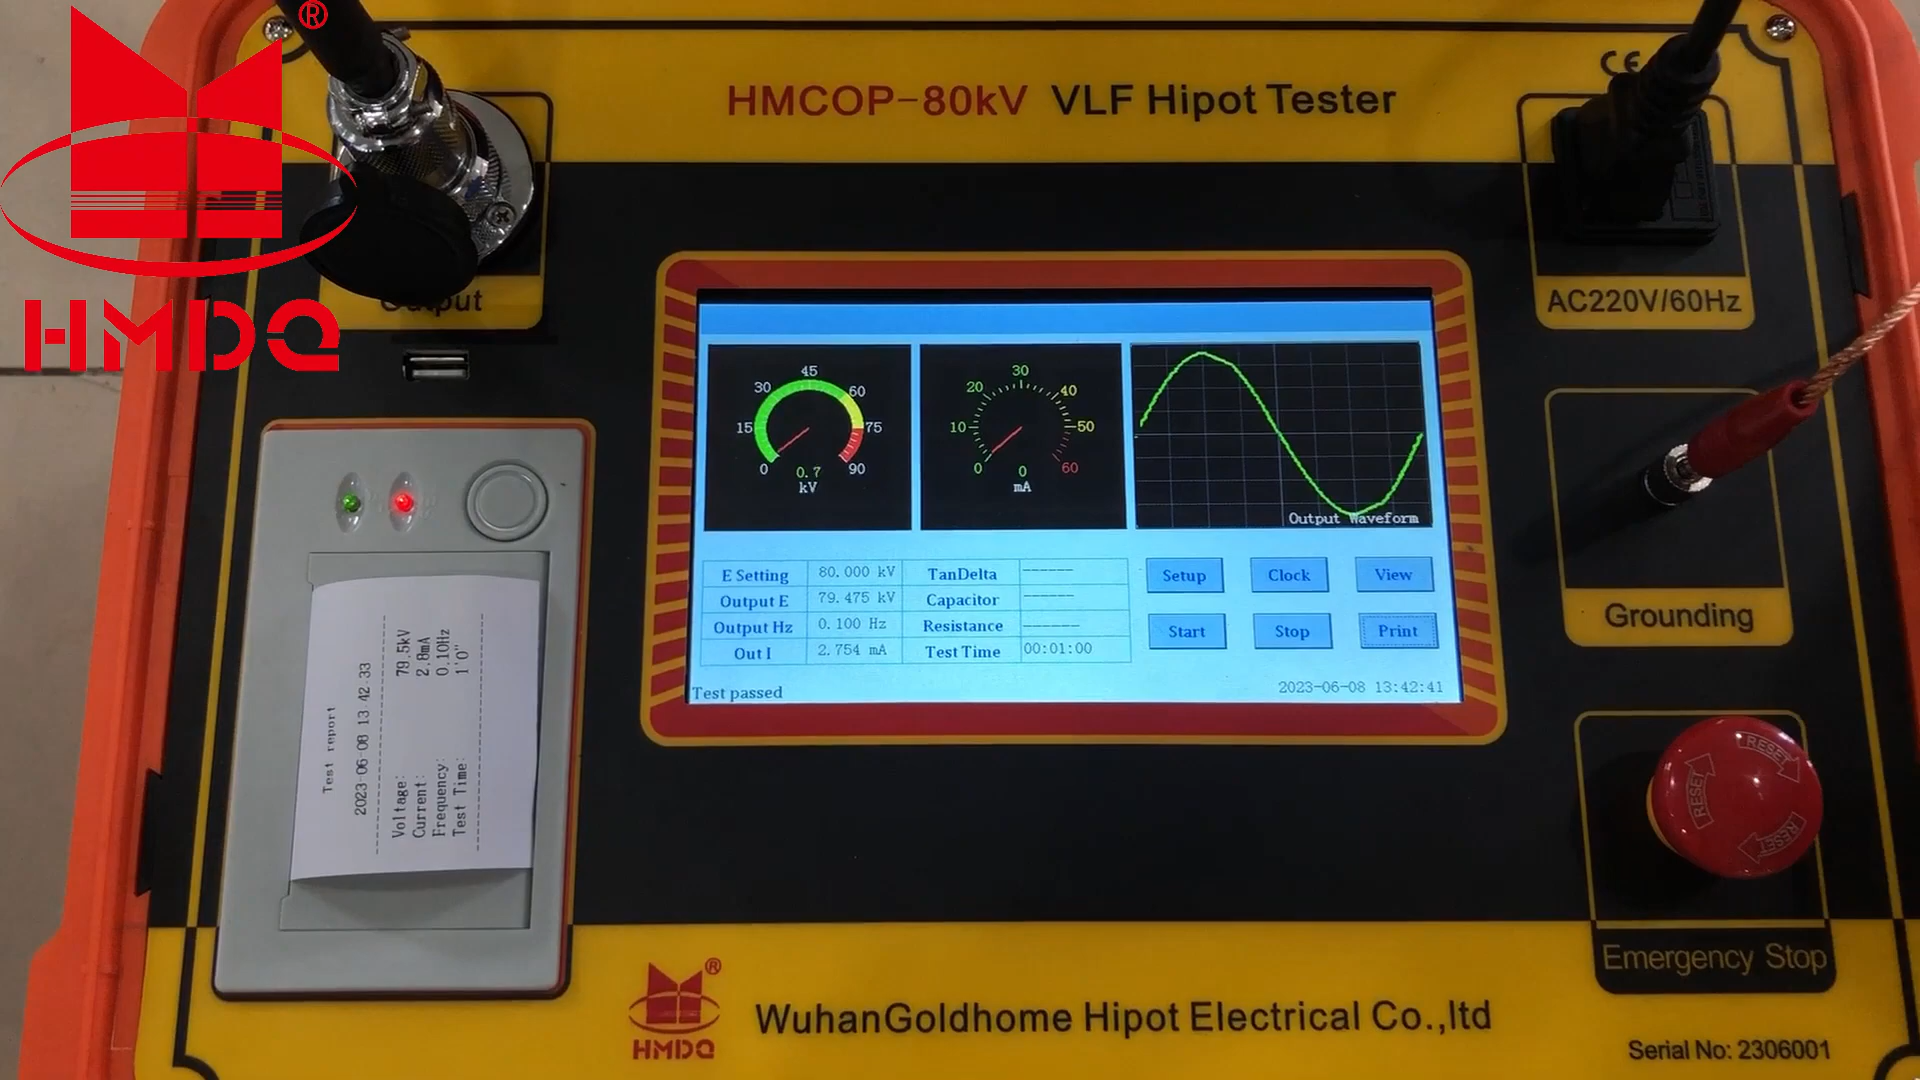 ®
HMDQ
HMCOP-80kV VLF Hipot Tester
CE
Output
AC220V/60Hz
Grounding
RESET
RESET
RESET
Emergency Stop
45
30
60
15
75
0
90
0.7
kV
30
20
40
10
50
0
60
0
mA
Output Waveform
E Setting 80.000 kV TanDelta ------
Output E 79.475 kV Capacitor ------
Output Hz 0.100 Hz Resistance ------
Out I 2.754 mA Test Time 00:01:00
Setup Clock View
Start Stop Print
Test passed
2023-06-08 13:42:41
Test report
2023-06-08 13 42 33
Voltage: 79.5kV
Current: 2.8mA
Frequency: 0.10Hz
Test Time: 1'0"
®
HMDQ
WuhanGoldhome Hipot Electrical Co.,ltd
Serial No: 2306001